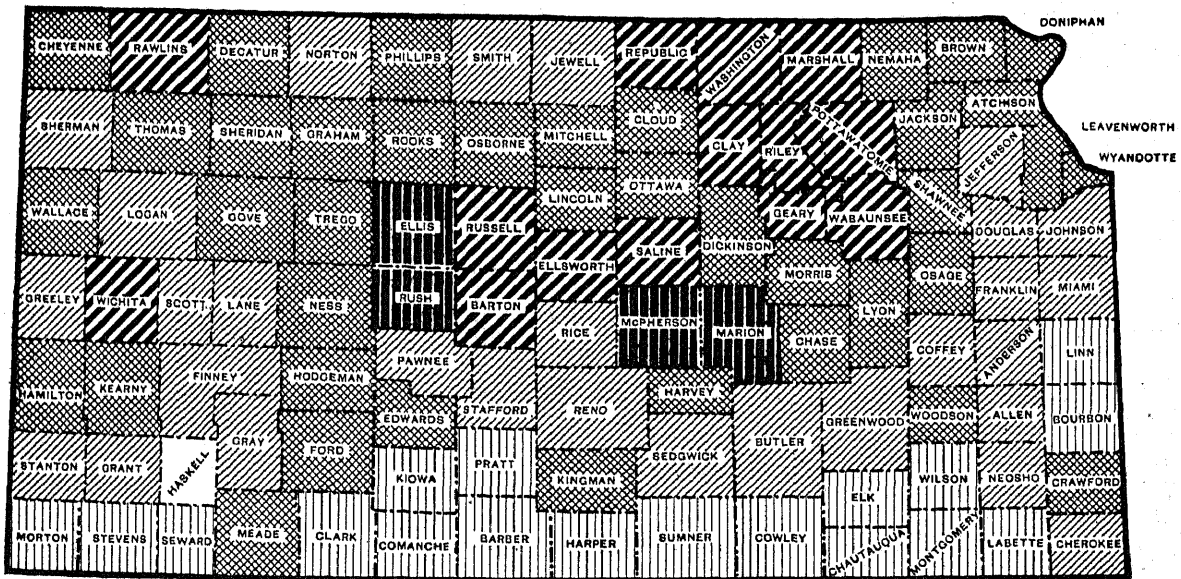 DONIPHAN
CHEYENNE
RAWLINS
DECATUR
NORTON
PHILLIPS
SMITH
JEWELL
REPUBLIC
WASHINGTON
MARSHALL
NEMAHA
BROWN
ATCHISON
LEAVENWORTH
WYANDOTTE
SHERMAN
THOMAS
SHERIDAN
GRAHAM
ROOKS
OSBORNE
MITCHELL
CLOUD
CLAY
RILEY
POTTAWATOMIE
JACKSON
JEFFERSON
SHAWNEE
WALLACE
LOGAN
GOVE
TREGO
ELLIS
RUSSELL
LINCOLN
OTTAWA
SALINE
DICKINSON
GEARY
WABAUNSEE
DOUGLAS
JOHNSON
ELLSWORTH
MORRIS
OSAGE
GREELEY
WICHITA
SCOTT
LANE
NESS
RUSH
BARTON
RICE
McPHERSON
MARION
CHASE
LYON
FRANKLIN
MIAMI
HAMILTON
KEARNY
FINNEY
HODGEMAN
PAWNEE
STAFFORD
RENO
HARVEY
COFFEY
ANDERSON
LINN
EDWARDS
BUTLER
GREENWOOD
WOODSON
ALLEN
BOURBON
STANTON
GRANT
HASKELL
GRAY
FORD
KIOWA
PRATT
KINGMAN
SEDGWICK
ELK
WILSON
NEOSHO
CRAWFORD
MORTON
STEVENS
SEWARD
MEADE
CLARK
COMANCHE
BARBER
HARPER
SUMNER
COWLEY
CHAUTAUQUA
MONTGOMERY
LABETTE
CHEROKEE